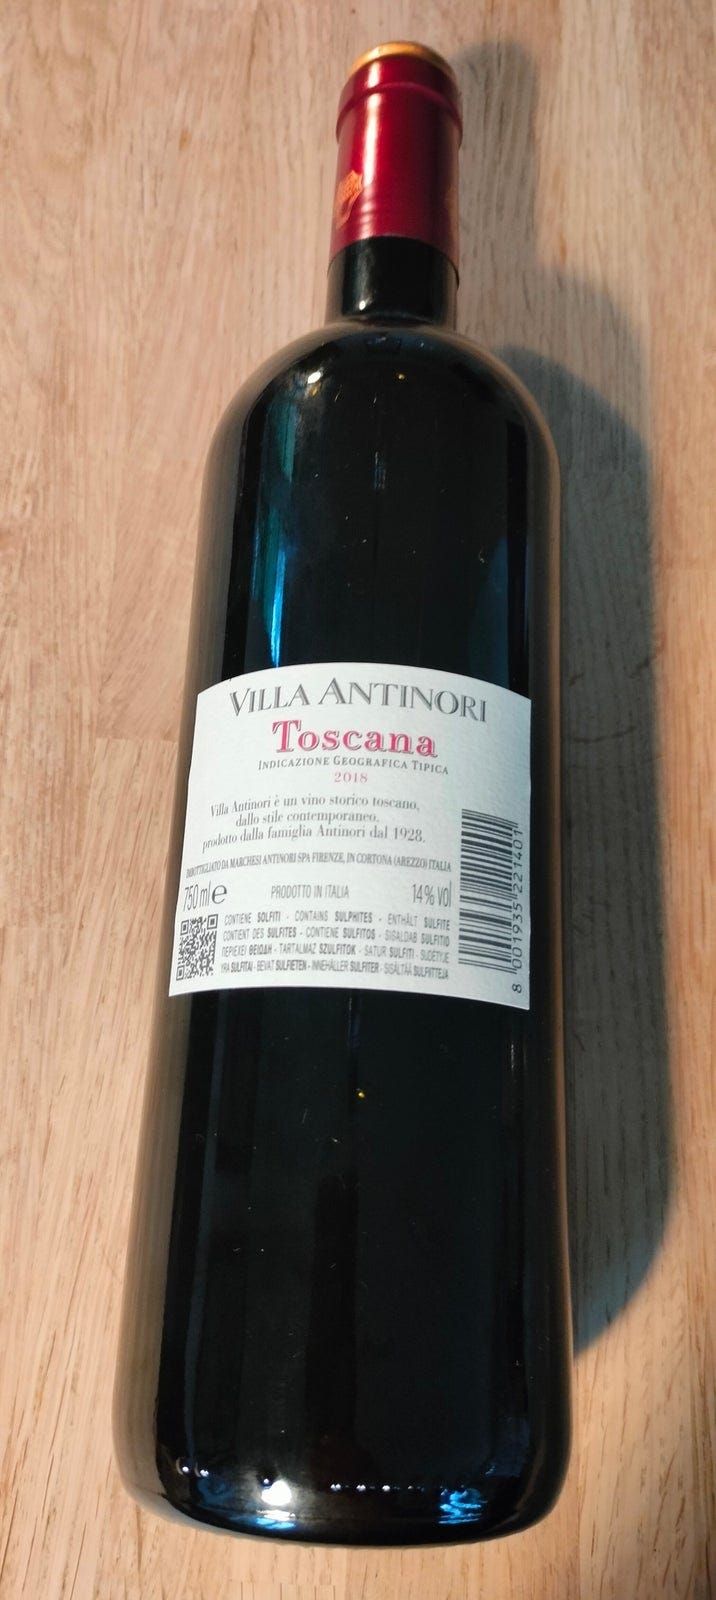 VILLA ANTINORI
Toscana
INDICAZIONE GEOGRAFICA TIPICA
2018
Villa Antinori è un vino storico toscano,
dallo stile contemporaneo,
prodotto dalla famiglia Antinori dal 1928.
IMBOTTIGLIATO DA MARCHESI ANTINORI SPA FIRENZE, IN CORTONA (AREZZO) ITALIA
750 ml e PRODOTTO IN ITALIA 14% vol
CONTIENE SOLFITI - CONTAINS SULPHITES - ENTHÄLT SULFITE
CONTIENT DES SULFITES - CONTIENE SULFITOS - SISALDAB SULFITID
ΠΕΡΙΕΧΕΙ ΘΕΙΩΔΗ - TARTALMAZ SZULFITOK - SATUR SULFITI - SUDĖTYJE
YRA SULFITAI - BEVAT SULFIETEN - INNEHÅLLER SULFITER - SISÄLTÄÄ SULFIITTEJA
8 001935 221401